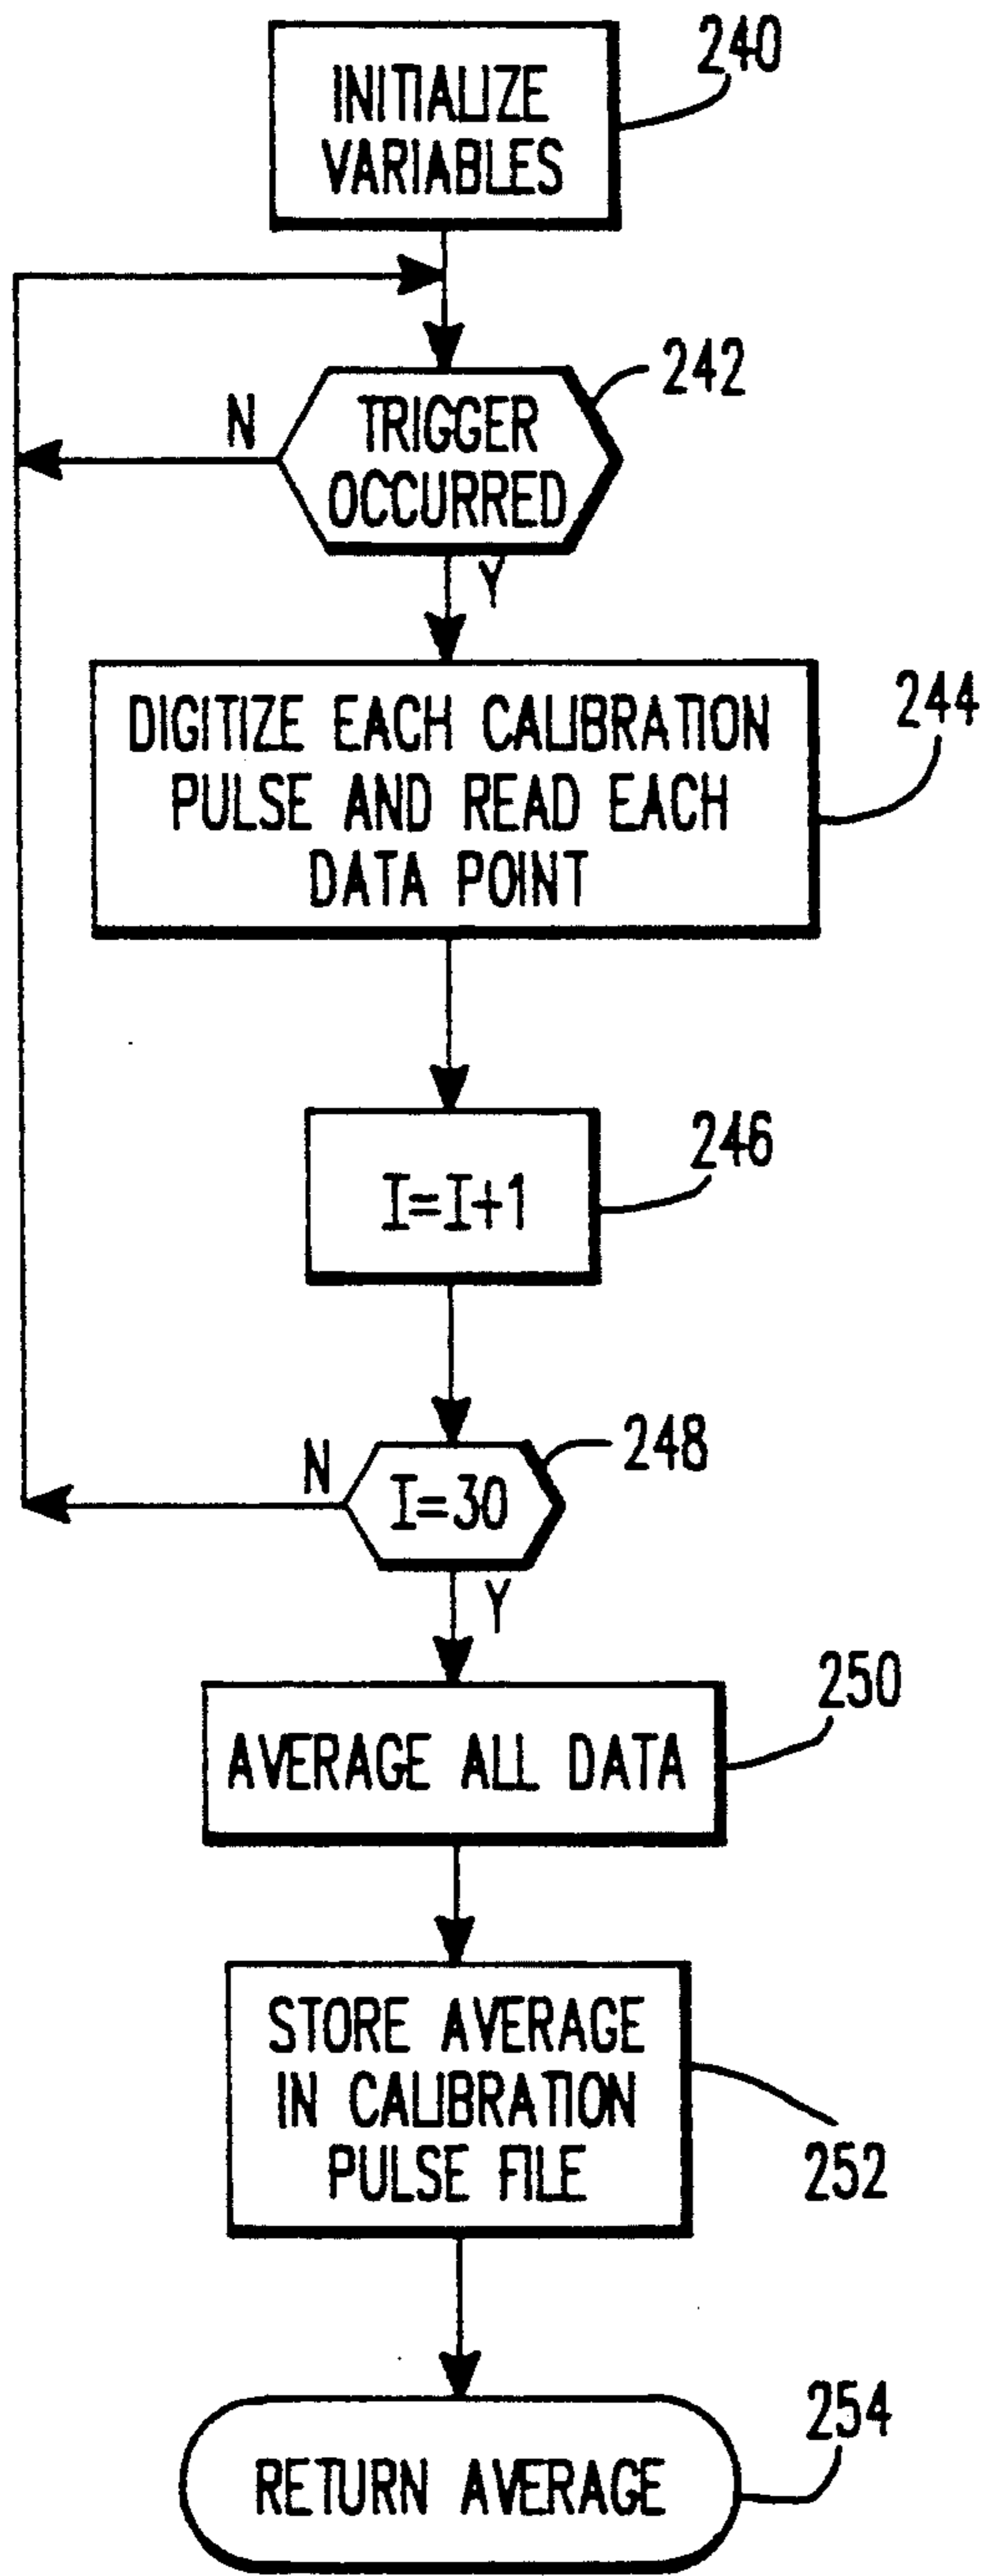 240
INITIALIZE
VARIABLES
242
N
TRIGGER
OCCURRED
Y
244
DIGITIZE EACH CALIBRATION
PULSE AND READ EACH
DATA POINT
246
I=I+1
248
N
I=30
Y
250
AVERAGE ALL DATA
STORE AVERAGE
IN CALIBRATION
PULSE FILE
252
254
RETURN AVERAGE